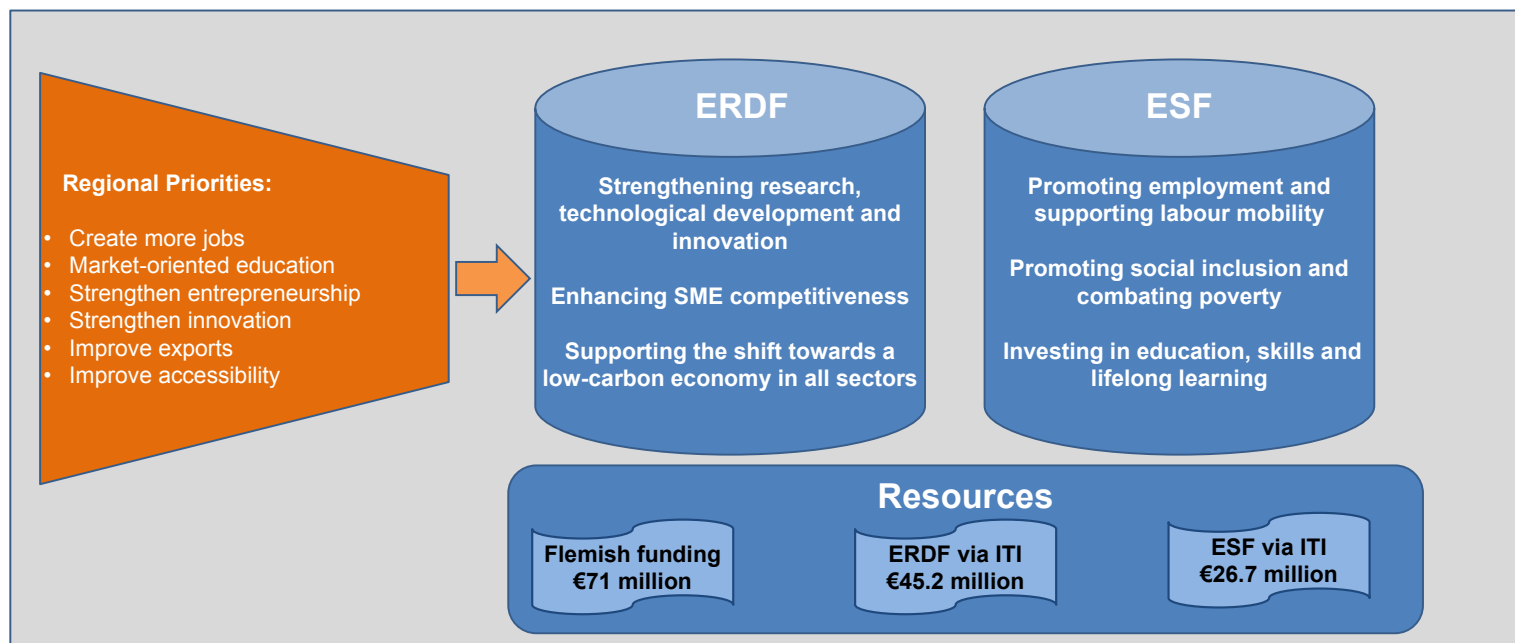 Regional Priorities:
• Create more jobs
• Market-oriented education
• Strengthen entrepreneurship
• Strengthen innovation
• Improve exports
• Improve accessibility
ERDF
Strengthening research,
technological development and
innovation
Enhancing SME competitiveness
Supporting the shift towards a
low-carbon economy in all sectors
ESF
Promoting employment and
supporting labour mobility
Promoting social inclusion and
combating poverty
Investing in education, skills and
lifelong learning
Resources
Flemish funding
€71 million
ERDF via ITI
€45.2 million
ESF via ITI
€26.7 million